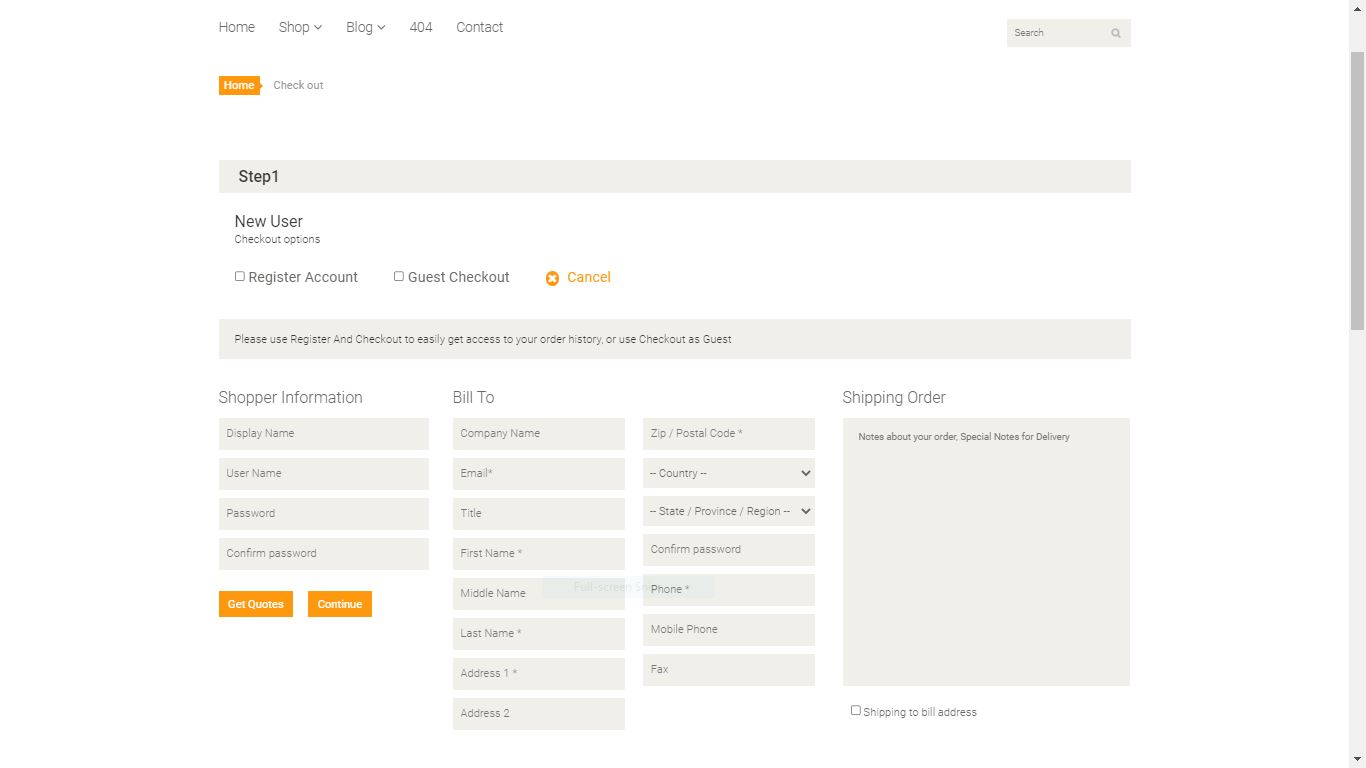 Home Shop Blog 404 Contact
Search
Home Check out
Step1
New User
Checkout options
Register Account Guest Checkout Cancel
Please use Register And Checkout to easily get access to your order history, or use Checkout as Guest
Shopper Information
Display Name
User Name
Password
Confirm password
Get Quotes Continue
Bill To
Company Name
Email*
Title
First Name *
Middle Name
Last Name *
Address 1 *
Address 2
Zip / Postal Code *
-- Country --
-- State / Province / Region --
Confirm password
Full-screen
Phone *
Mobile Phone
Fax
Shipping Order
Notes about your order, Special Notes for Delivery
Shipping to bill address